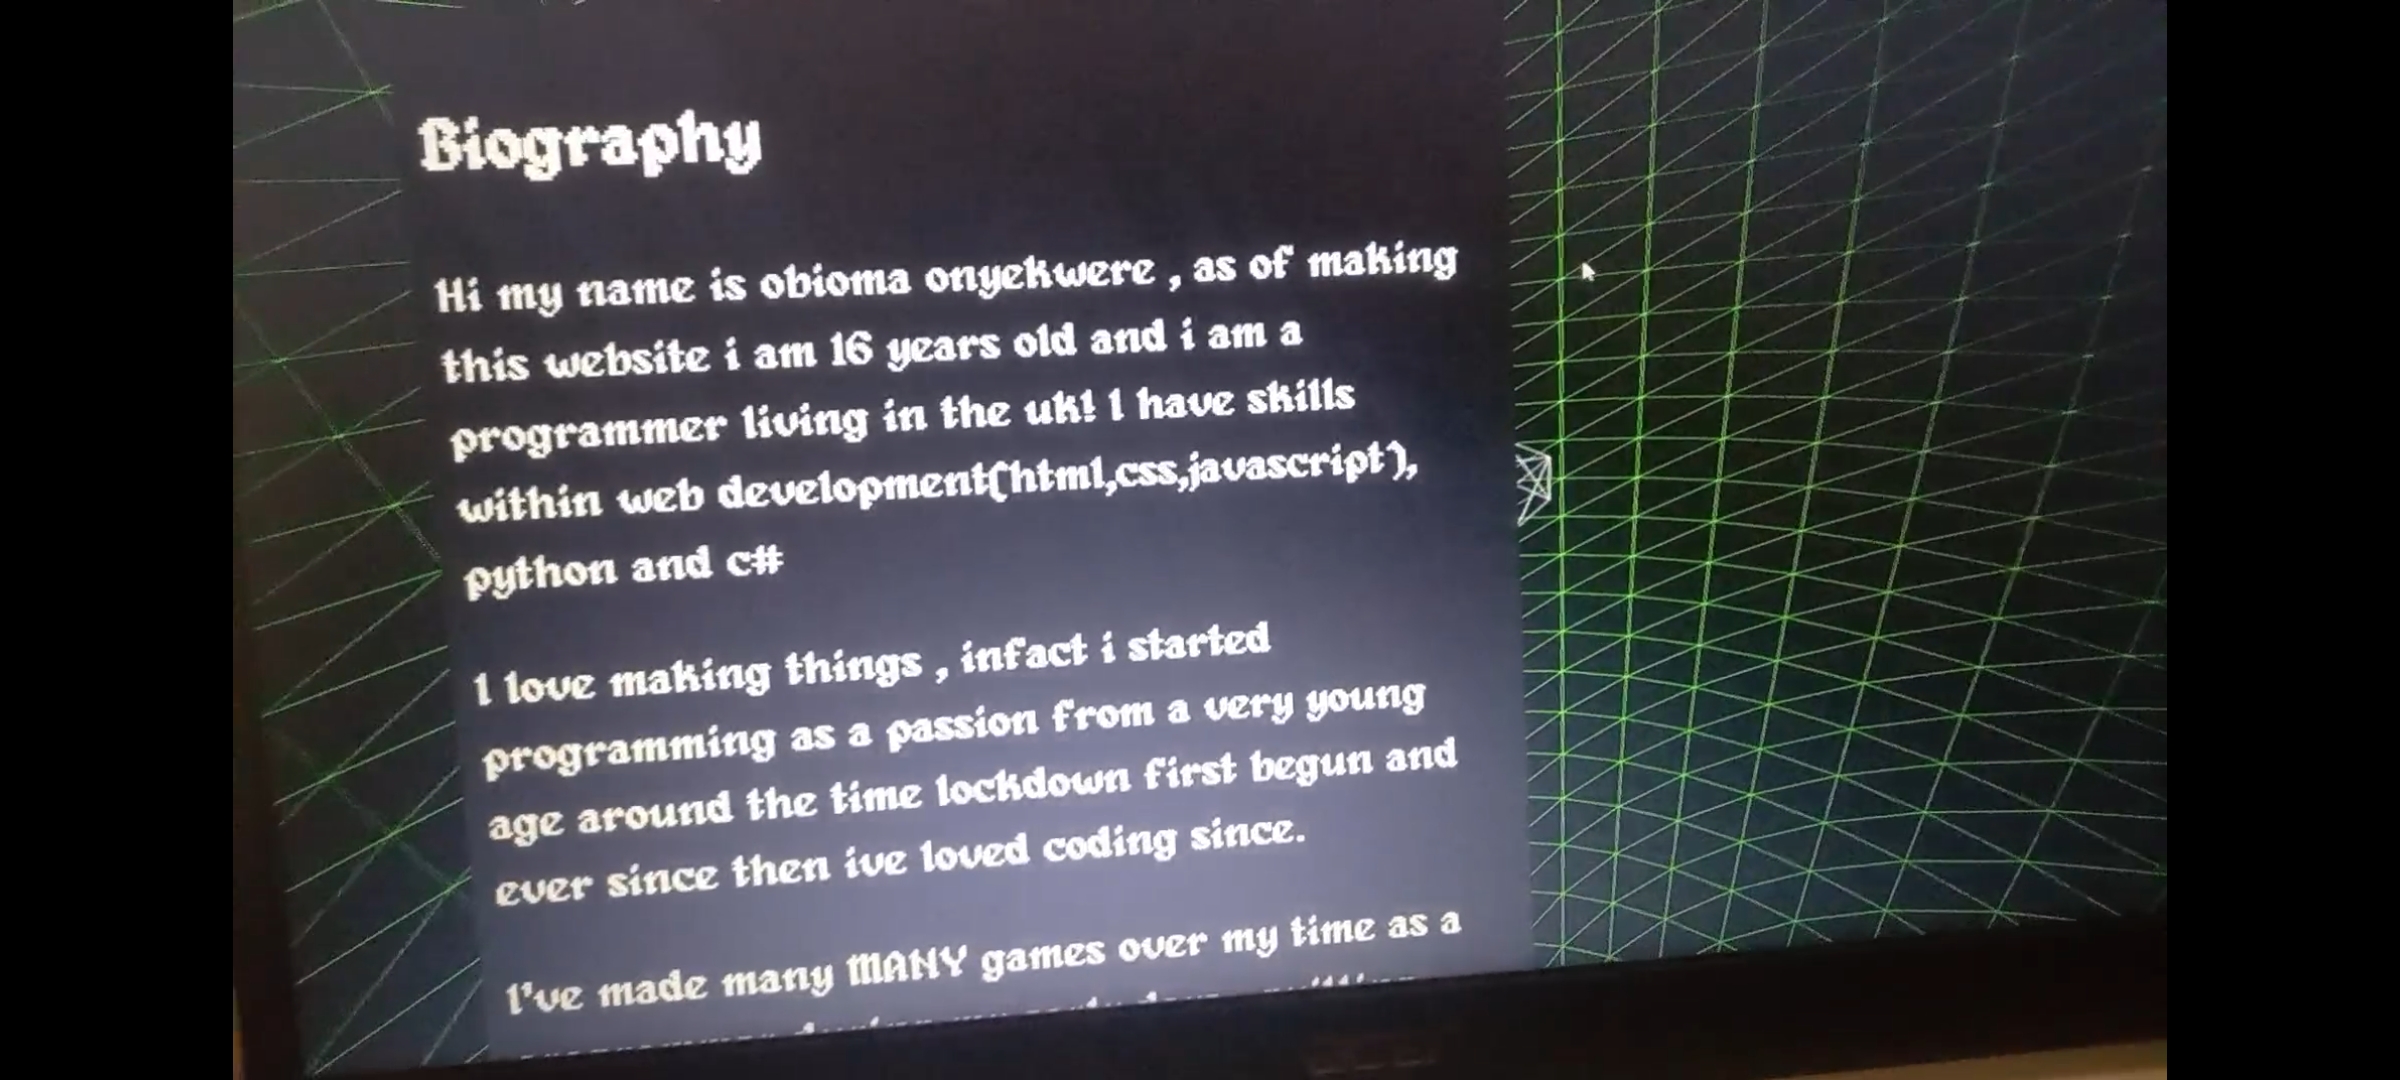 Biography
Hi my name is obioma onyekwere , as of making
this website i am 16 years old and i am a
programmer living in the uk! I have skills
within web development(html,css,javascript),
python and c#
I love making things , infact i started
programming as a passion from a very young
age around the time lockdown first begun and
ever since then ive loved coding since.
I've made many MANY games over my time as a